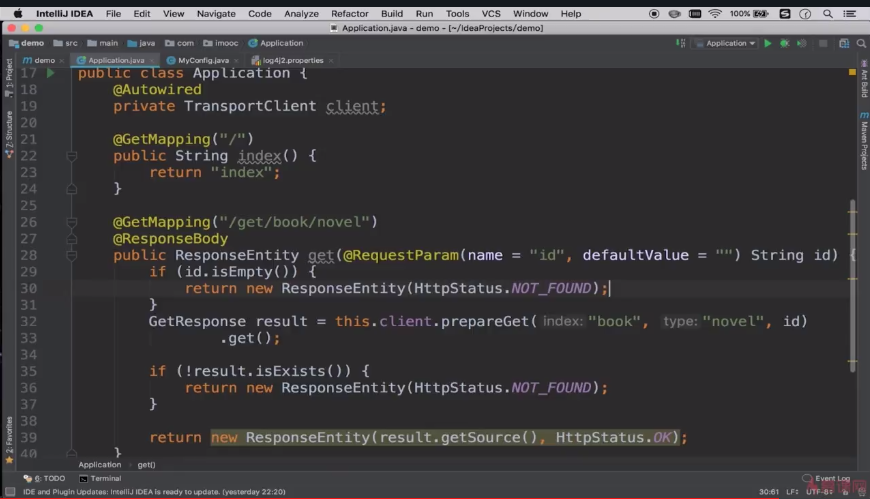 IntelliJ IDEA File Edit View Navigate Code Analyze Refactor Build Run Tools VCS Window Help 100%
Application.java - demo - [~/IdeaProjects/demo]
demo src main java com imooc Application Application
demo Application.java MyConfig.java log4j2.properties
1: Project
7: Structure
2: Favorites
Ant Build
Maven Projects
17 public class Application {
18 @Autowired
19 private TransportClient client;
20
21 @GetMapping("/")
22 public String index() {
23 return "index";
24 }
25
26 @GetMapping("/get/book/novel")
27 @ResponseBody
28 public ResponseEntity get(@RequestParam(name = "id", defaultValue = "") String id) {
29 if (id.isEmpty()) {
30 return new ResponseEntity(HttpStatus.NOT_FOUND);
31 }
32 GetResponse result = this.client.prepareGet( index: "book", type: "novel", id)
33 .get();
34
35 if (!result.isExists()) {
36 return new ResponseEntity(HttpStatus.NOT_FOUND);
37 }
38
39 return new ResponseEntity(result.getSource(), HttpStatus.OK);
40 }
Application get()
6: TODO Terminal Event Log
IDE and Plugin Updates: IntelliJ IDEA is ready to update. (yesterday 22:20) 30:61 LF÷ UTF-8÷